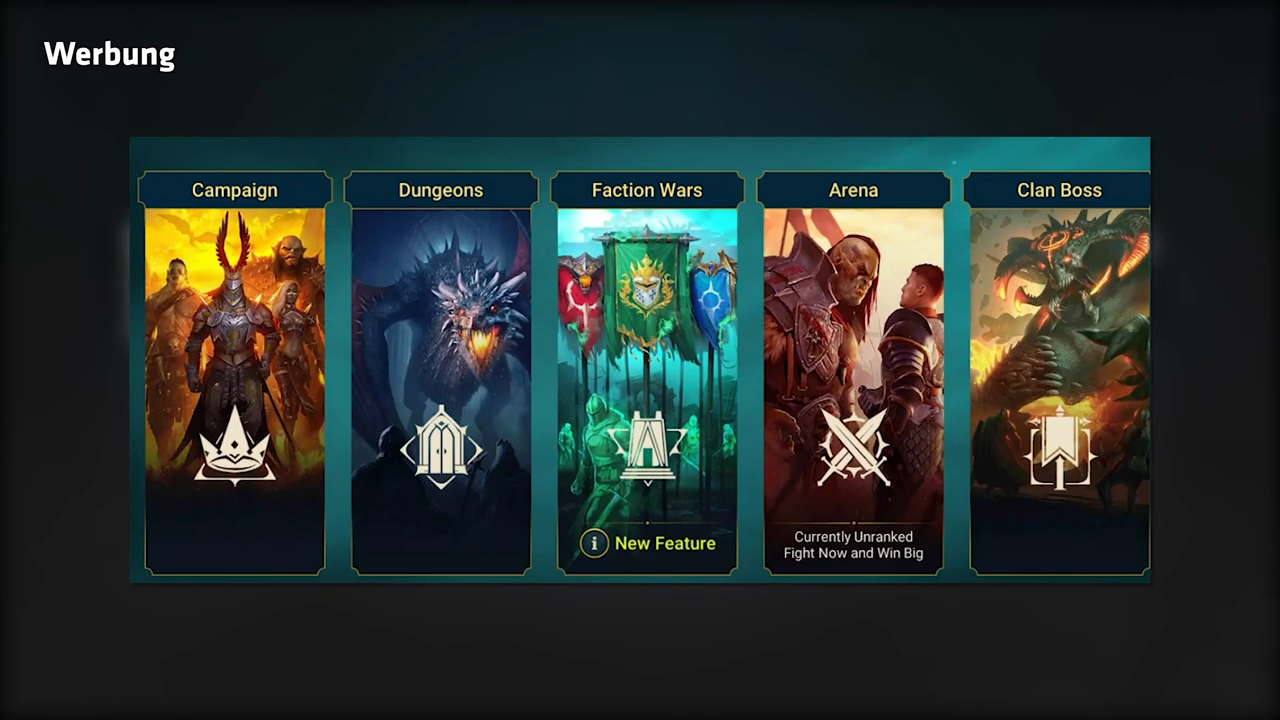 Werbung
Campaign
Dungeons
Faction Wars
Arena
Clan Boss
i New Feature
Currently Unranked
Fight Now and Win Big